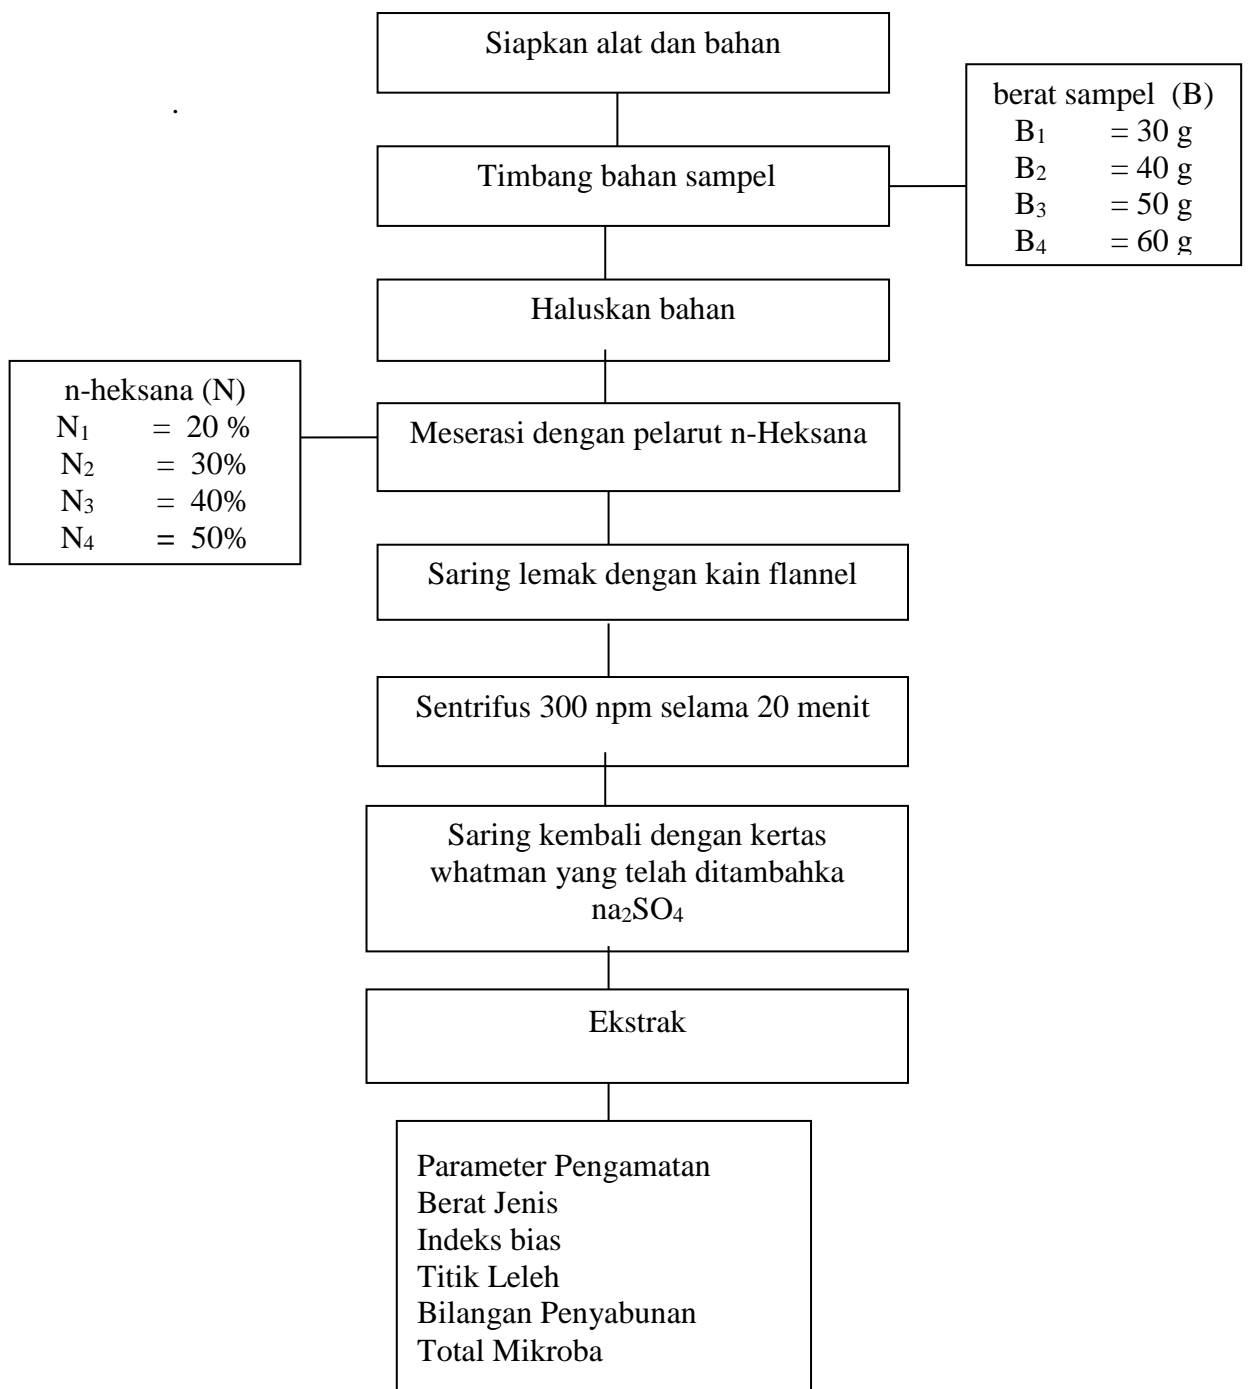 Siapkan alat dan bahan
.
berat sampel (B)
B₁ = 30 g
B₂ = 40 g
B₃ = 50 g
B₄ = 60 g
Timbang bahan sampel
Haluskan bahan
n-heksana (N)
N₁ = 20 %
N₂ = 30%
N₃ = 40%
N₄ = 50%
Meserasi dengan pelarut n-Heksana
Saring lemak dengan kain flannel
Sentrifus 300 npm selama 20 menit
Saring kembali dengan kertas
whatman yang telah ditambahka
na₂SO₄
Ekstrak
Parameter Pengamatan
Berat Jenis
Indeks bias
Titik Leleh
Bilangan Penyabunan
Total Mikroba